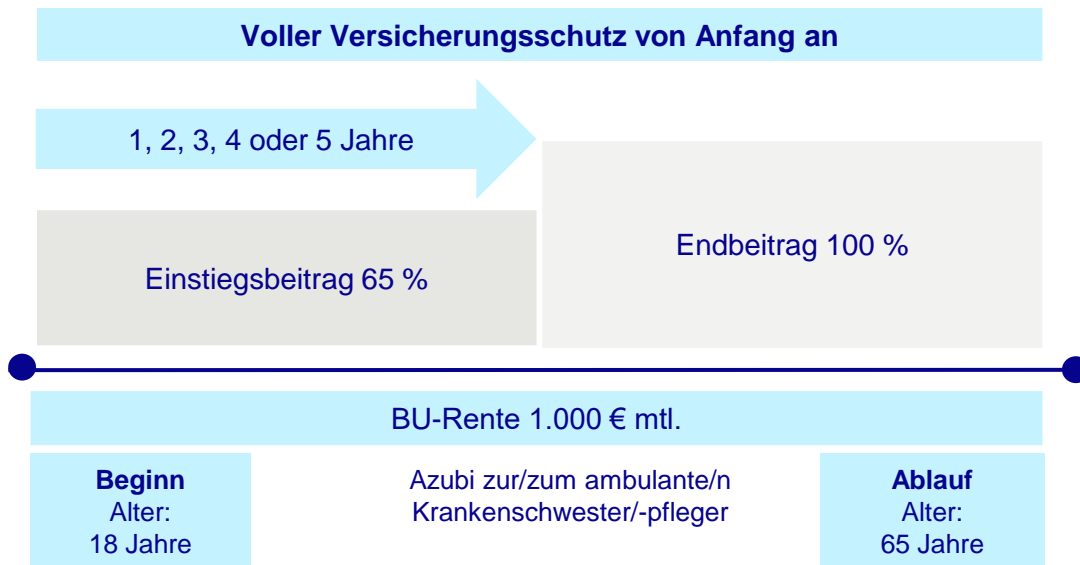 Voller Versicherungsschutz von Anfang an
1, 2, 3, 4 oder 5 Jahre
Einstiegsbeitrag 65 %
Endbeitrag 100 %
BU-Rente 1.000 € mtl.
Beginn
Alter:
18 Jahre
Azubi zur/zum ambulante/n
Krankenschwester/-pfleger
Ablauf
Alter:
65 Jahre